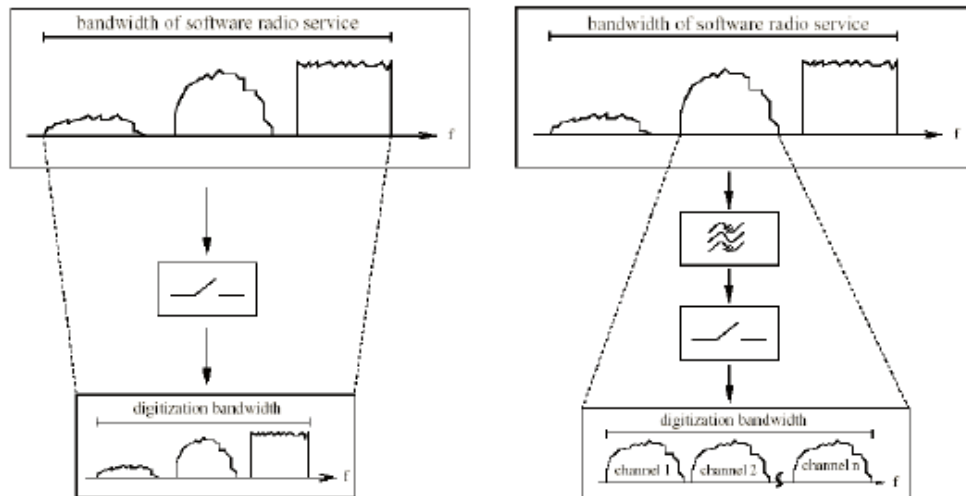 bandwidth of software radio service
f
digitization bandwidth
f
bandwidth of software radio service
f
digitization bandwidth
channel 1 channel 2 channel n
f